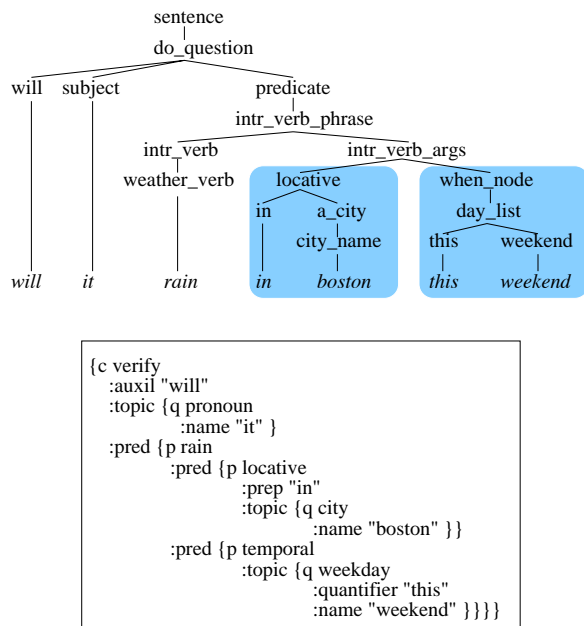 sentence
do_question
will subject predicate
intr_verb_phrase
intr_verb intr_verb_args
weather_verb locative when_node
in a_city day_list
city_name this weekend
will it rain in boston this weekend
{c verify
:auxil "will"
:topic {q pronoun
:name "it" }
:pred {p rain
:pred {p locative
:prep "in"
:topic {q city
:name "boston" }}
:pred {p temporal
:topic {q weekday
:quantifier "this"
:name "weekend" }}}}